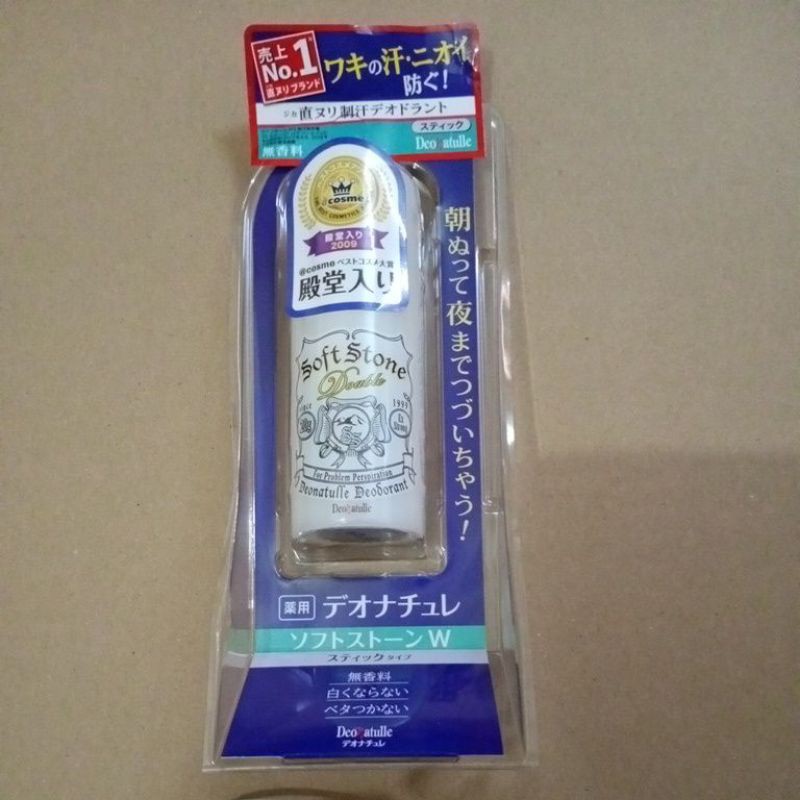 売上
No.1
直ヌリブランド
ワキの汗・ニオイ
防ぐ!
ジカ
直ヌリ制汗デオドラント
スティック
無香料
Deonatulle
@cosme
殿堂入り
2009
@cosme ベストコスメ大賞
殿堂入り
朝ぬって夜までつづいちゃう!
Soft Stone
Double
1997
For Problem Perspiration
Deonatulle Deodorant
Deonatulle
薬用 デオナチュレ
ソフトストーンW
スティックタイプ
無香料
白くならない
ベタつかない
Deonatulle
デオナチュレ